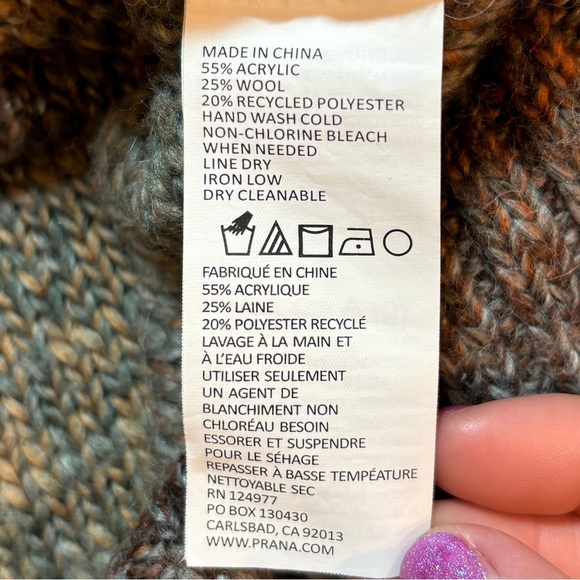 MADE IN CHINA
55% ACRYLIC
25% WOOL
20% RECYCLED POLYESTER
HAND WASH COLD
NON-CHLORINE BLEACH
WHEN NEEDED
LINE DRY
IRON LOW
DRY CLEANABLE
FABRIQUÉ EN CHINE
55% ACRYLIQUE
25% LAINE
20% POLYESTER RECYCLÉ
LAVAGE À LA MAIN ET
À L'EAU FROIDE
UTILISER SEULEMENT
UN AGENT DE
BLANCHIMENT NON
CHLORÉAU BESOIN
ESSORER ET SUSPENDRE
POUR LE SÉHAGE
REPASSER À BASSE TEMPÉATURE
NETTOYABLE SEC
RN 124977
PO BOX 130430
CARLSBAD, CA 92013
WWW.PRANA.COM